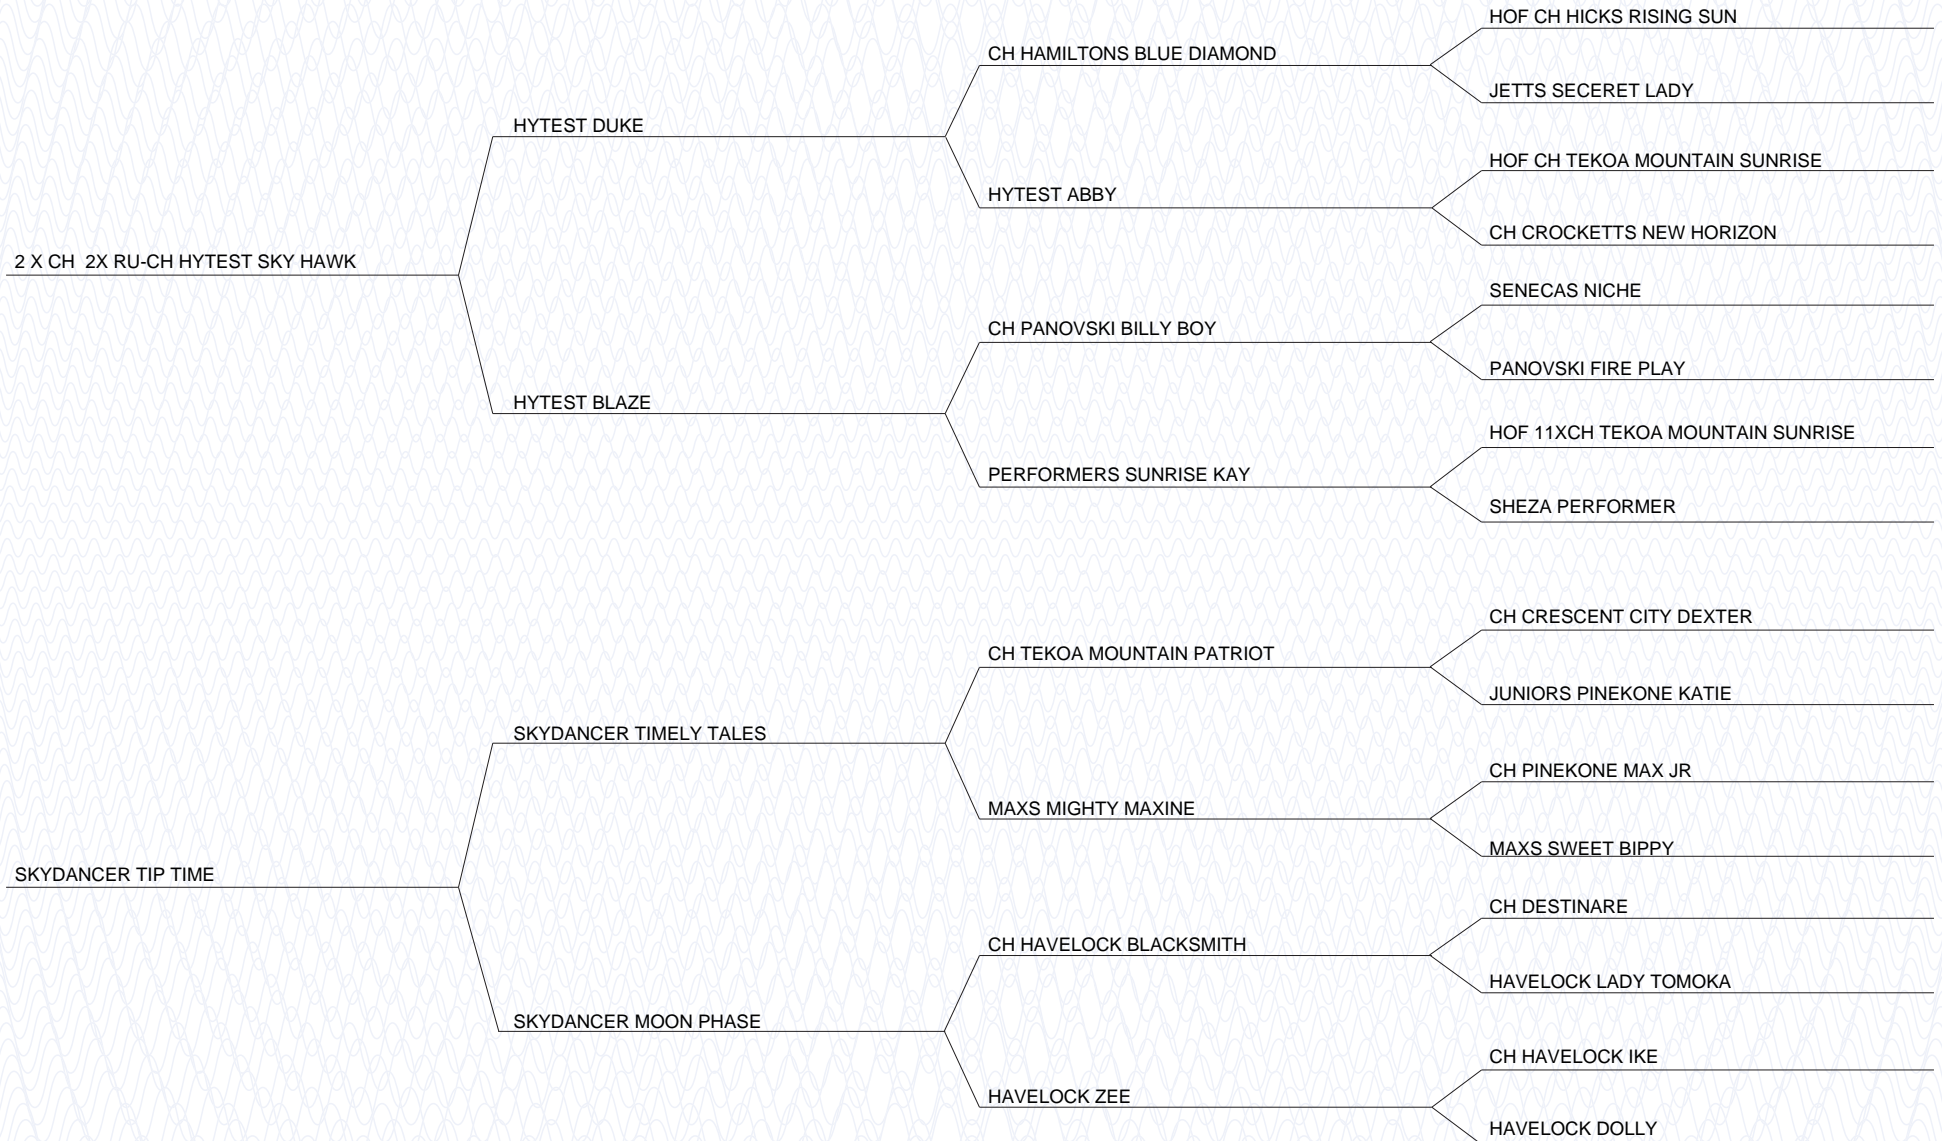 HOF CH HICKS RISING SUN
CH HAMILTONS BLUE DIAMOND
JETTS SECERET LADY
HYTEST DUKE
HOF CH TEKOA MOUNTAIN SUNRISE
HYTEST ABBY
CH CROCKETTS NEW HORIZON
2 X CH  2X RU-CH HYTEST SKY HAWK
SENECAS NICHE
CH PANOVSKI BILLY BOY
PANOVSKI FIRE PLAY
HYTEST BLAZE
HOF 11XCH TEKOA MOUNTAIN SUNRISE
PERFORMERS SUNRISE KAY
SHEZA PERFORMER
CH CRESCENT CITY DEXTER
CH TEKOA MOUNTAIN PATRIOT
JUNIORS PINEKONE KATIE
SKYDANCER TIMELY TALES
CH PINEKONE MAX JR
MAXS MIGHTY MAXINE
MAXS SWEET BIPPY
SKYDANCER TIP TIME
CH DESTINARE
CH HAVELOCK BLACKSMITH
HAVELOCK LADY TOMOKA
SKYDANCER MOON PHASE
CH HAVELOCK IKE
HAVELOCK ZEE
HAVELOCK DOLLY